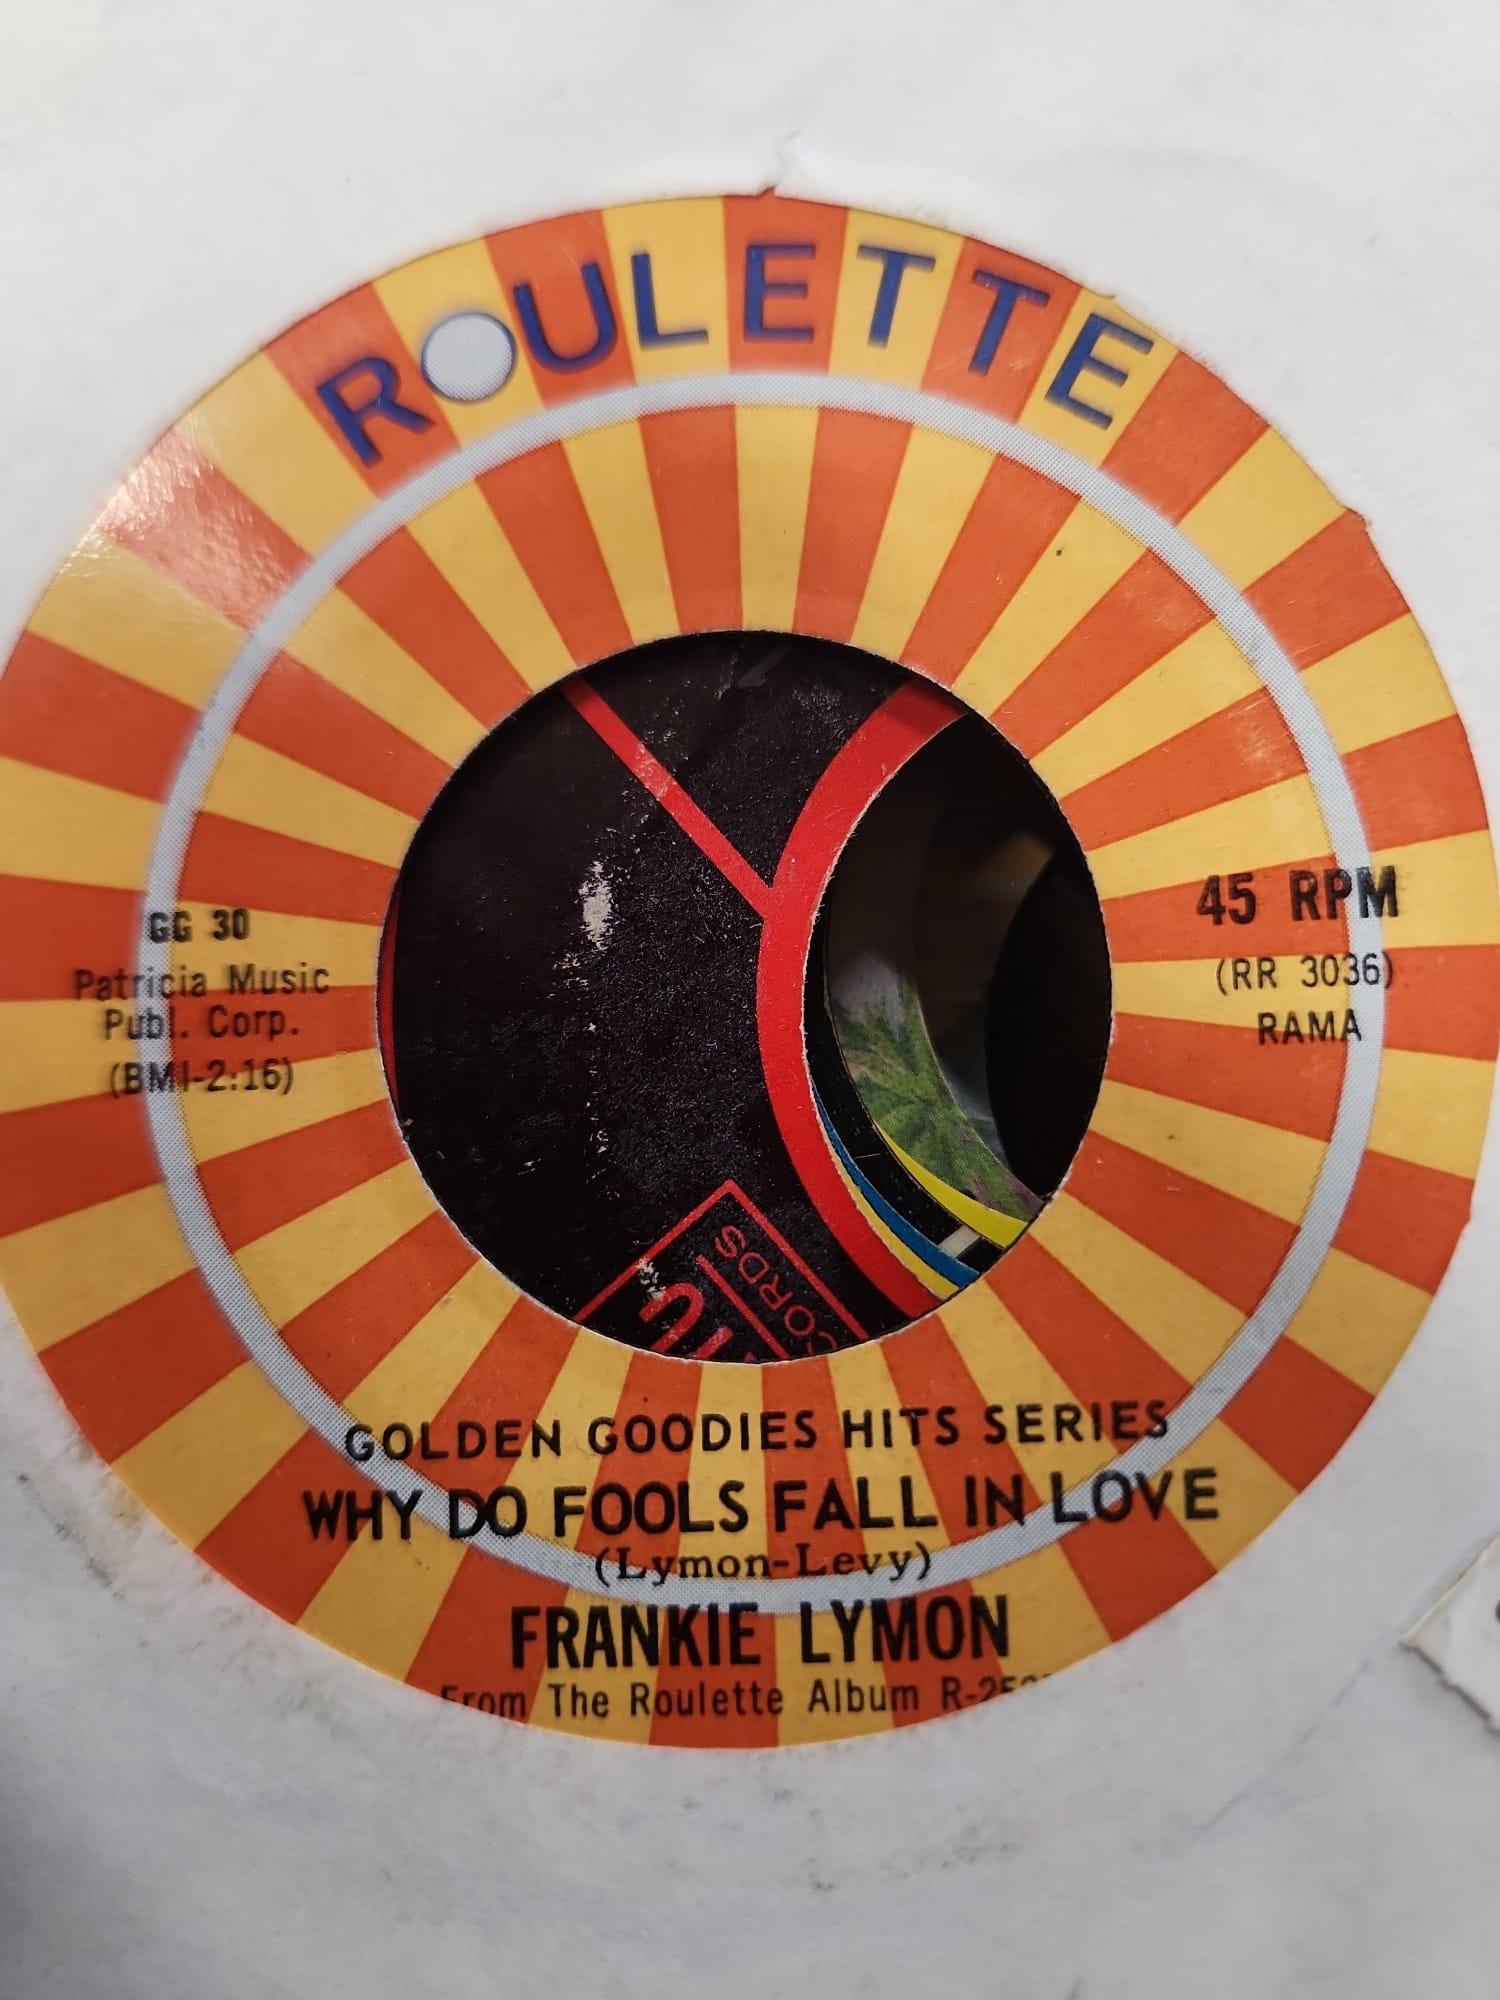 ROULETTE
GG 30
Patricia Music
Publ. Corp.
(BMI-2:16)
45 RPM
(RR 3036)
RAMA
CORDS
GOLDEN GOODIES HITS SERIES
WHY DO FOOLS FALL IN LOVE
(Lymon-Levy)
FRANKIE LYMON
From The Roulette Album